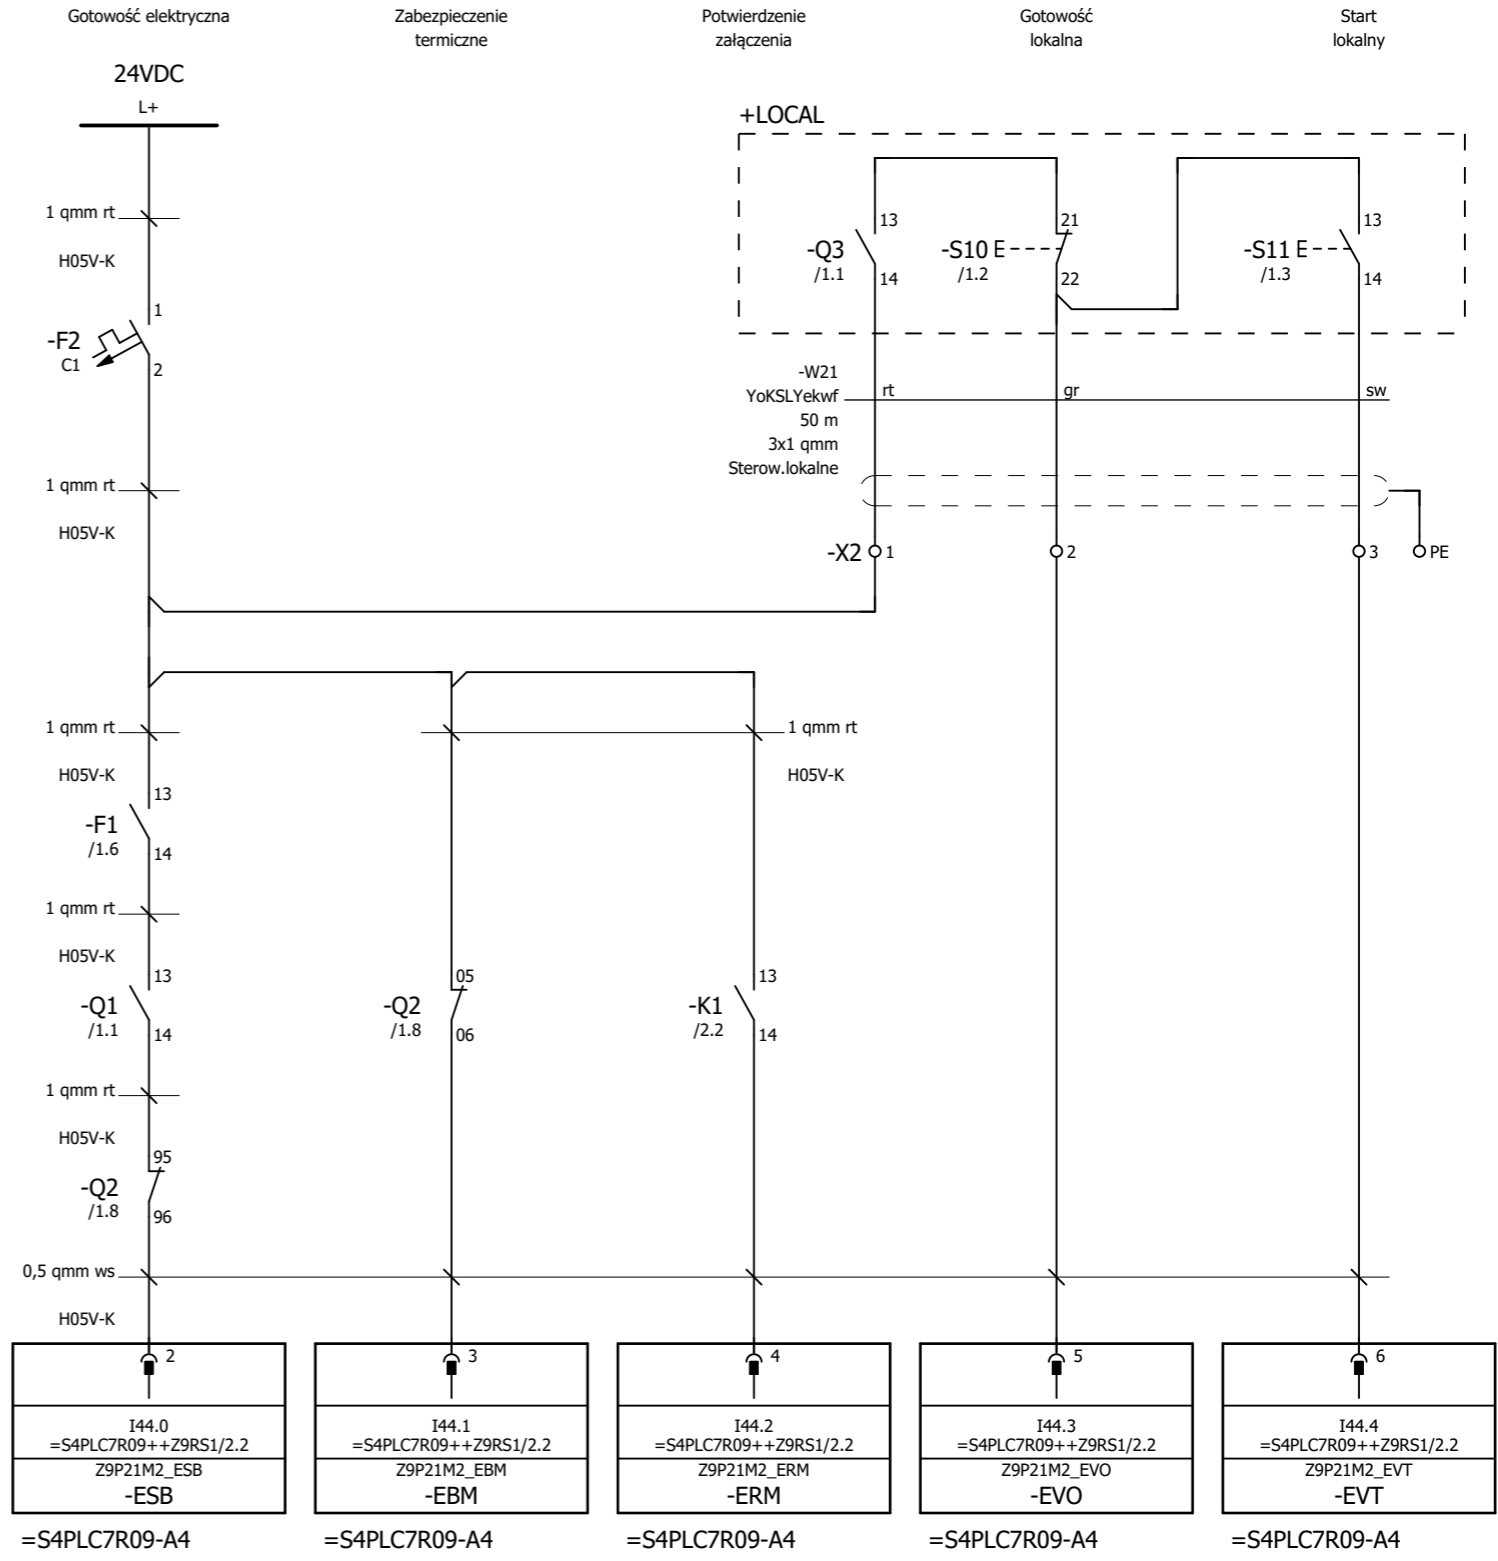 Gotowość elektryczna
Zabezpieczenie
termiczne
Potwierdzenie
załączenia
Gotowość
lokalna
Start
lokalny
24VDC
L+
+LOCAL
1 qmm rt
H05V-K
13
-Q3
/1.1
14
21
-S10 E
/1.2
22
13
-S11 E
/1.3
14
1
-F2
C1
2
-W21
YoKSLYekwf
50 m
3x1 qmm
Sterow.lokalne
rt
gr
sw
1 qmm rt
H05V-K
-X2
1
2
3
PE
1 qmm rt
H05V-K
1 qmm rt
H05V-K
13
-F1
/1.6
14
1 qmm rt
H05V-K
13
-Q1
/1.1
14
05
-Q2
/1.8
06
13
-K1
/2.2
14
1 qmm rt
H05V-K
95
-Q2
/1.8
96
0,5 qmm ws
H05V-K
2
3
4
5
6
I44.0
=S4PLC7R09++Z9RS1/2.2
Z9P21M2_ESB
-ESB
=S4PLC7R09-A4
I44.1
=S4PLC7R09++Z9RS1/2.2
Z9P21M2_EBM
-EBM
=S4PLC7R09-A4
I44.2
=S4PLC7R09++Z9RS1/2.2
Z9P21M2_ERM
-ERM
=S4PLC7R09-A4
I44.3
=S4PLC7R09++Z9RS1/2.2
Z9P21M2_EVO
-EVO
=S4PLC7R09-A4
I44.4
=S4PLC7R09++Z9RS1/2.2
Z9P21M2_EVT
-EVT
=S4PLC7R09-A4